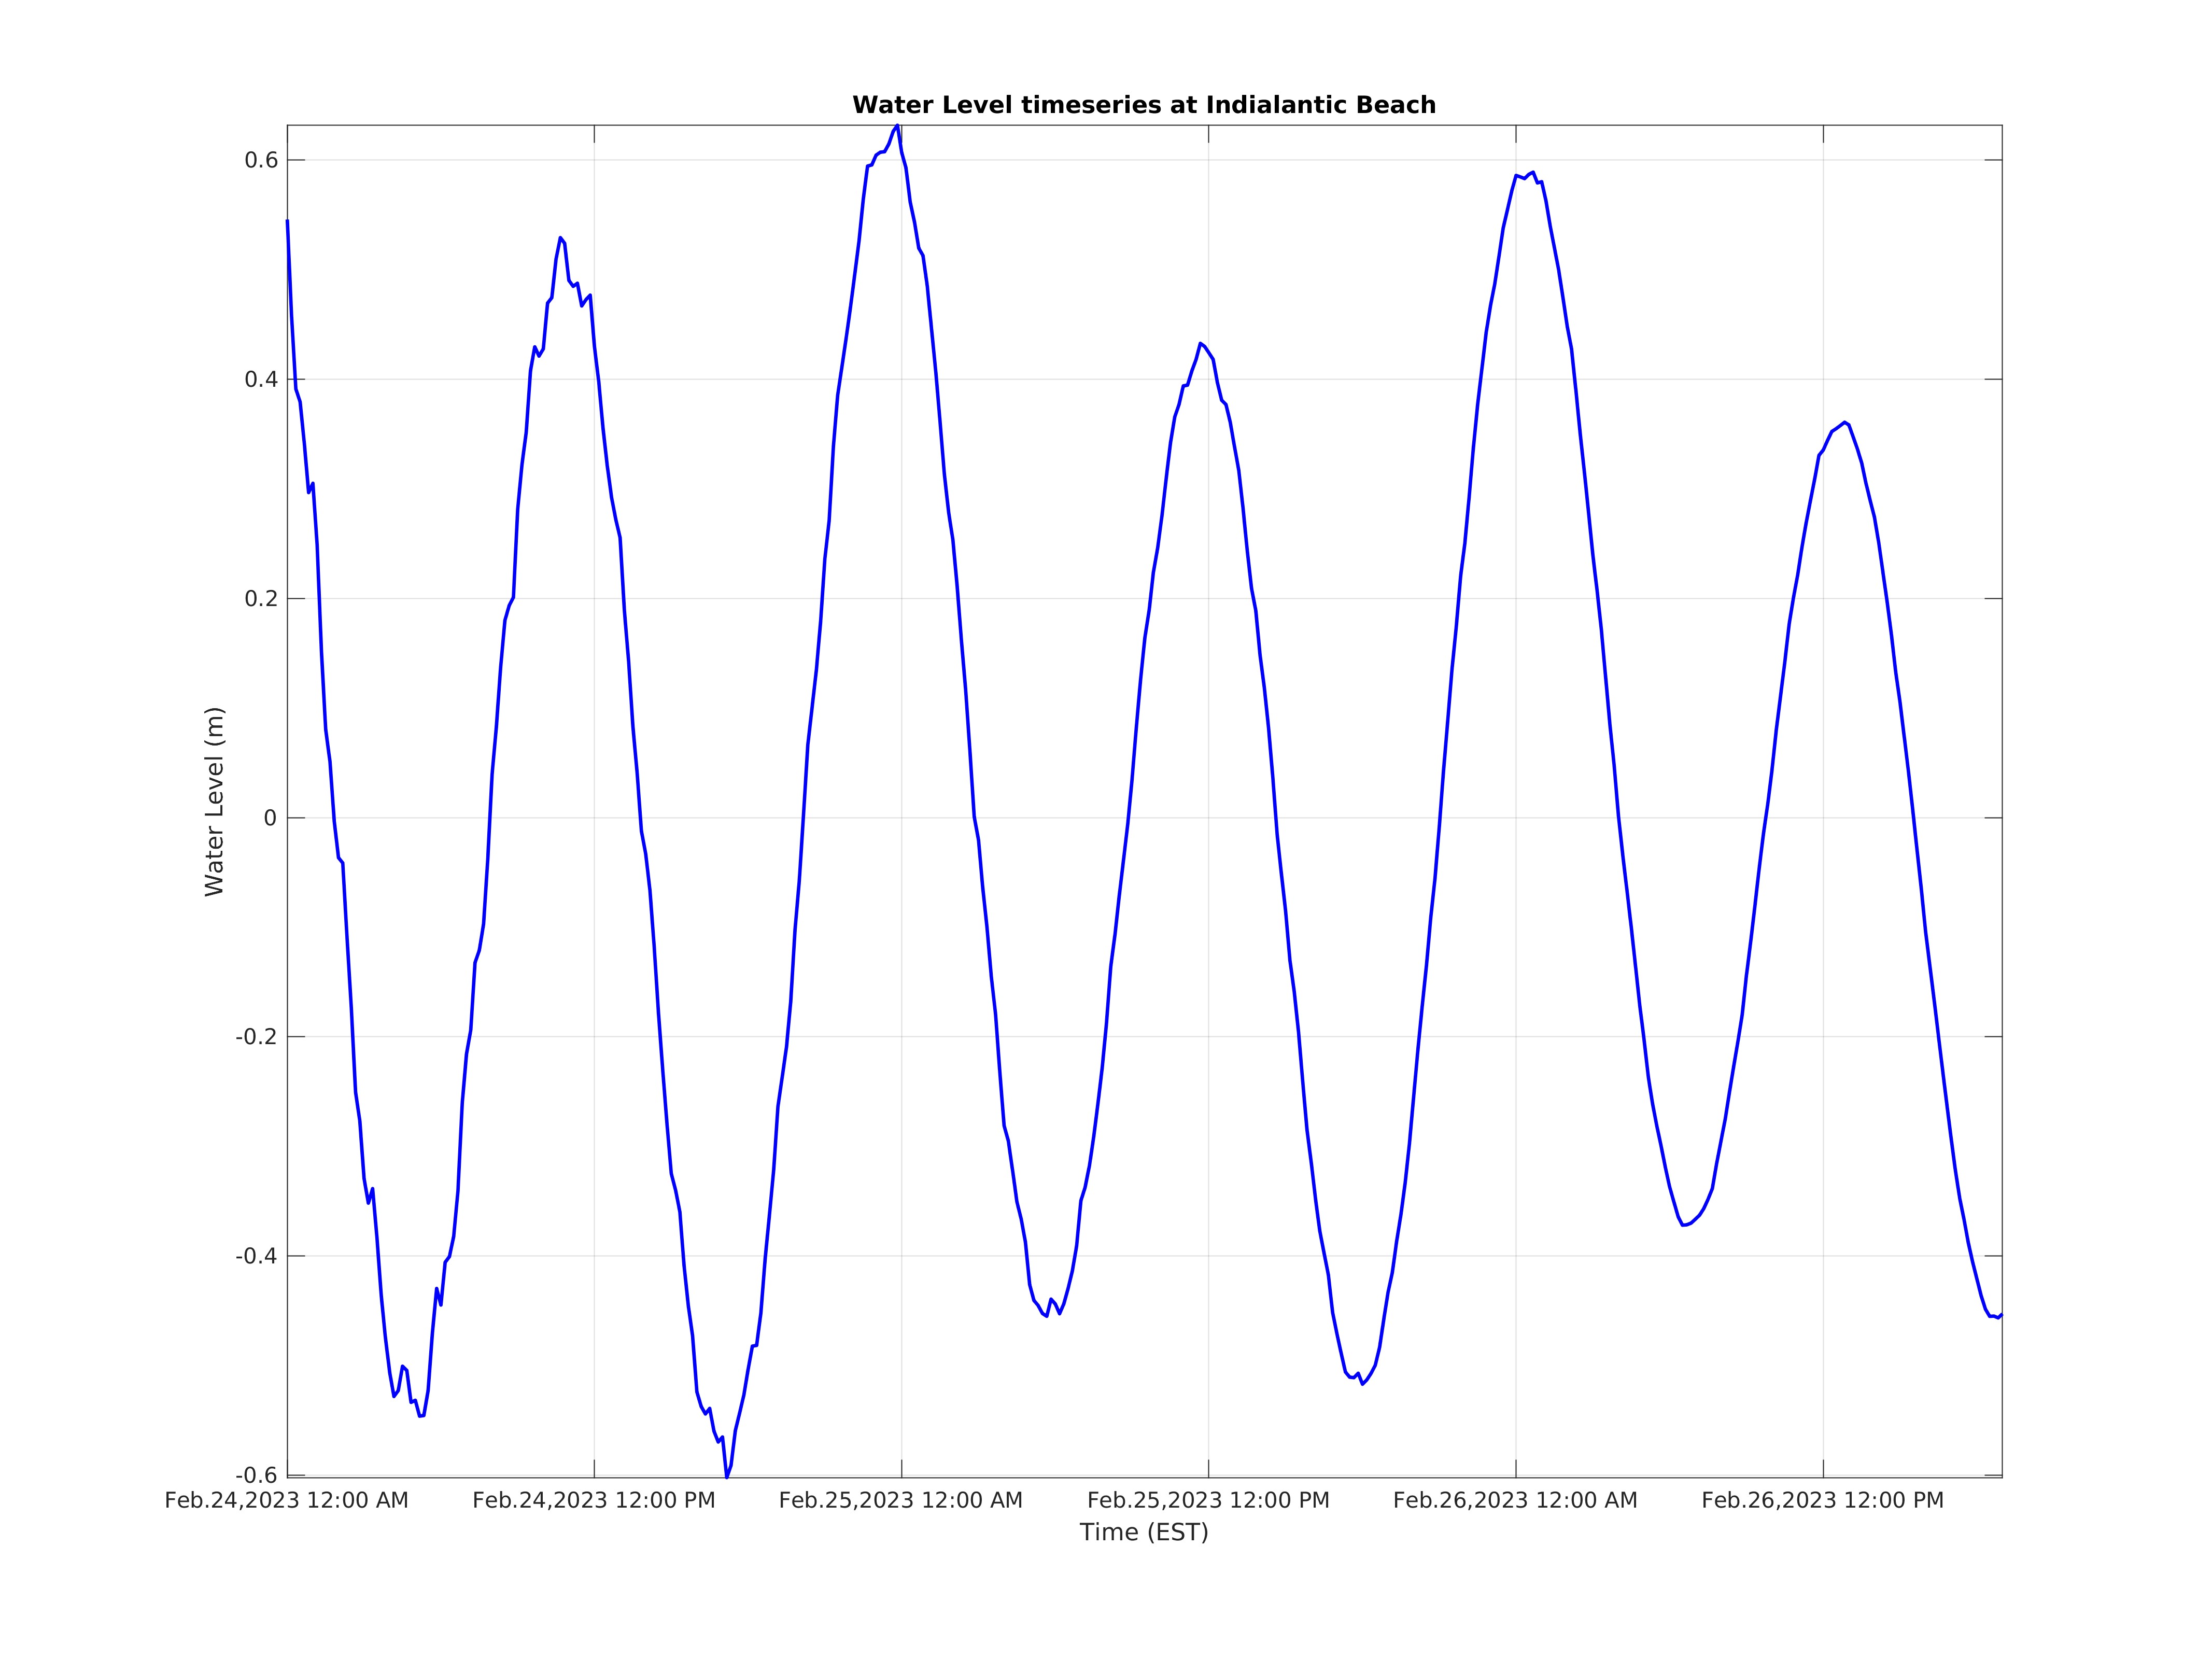 Water Level timeseries at Indialantic Beach
0.6
0.4
0.2
0
-0.2
-0.4
-0.6
Water Level (m)
Feb.24,2023 12:00 AM
Feb.24,2023 12:00 PM
Feb.25,2023 12:00 AM
Feb.25,2023 12:00 PM
Feb.26,2023 12:00 AM
Feb.26,2023 12:00 PM
Time (EST)